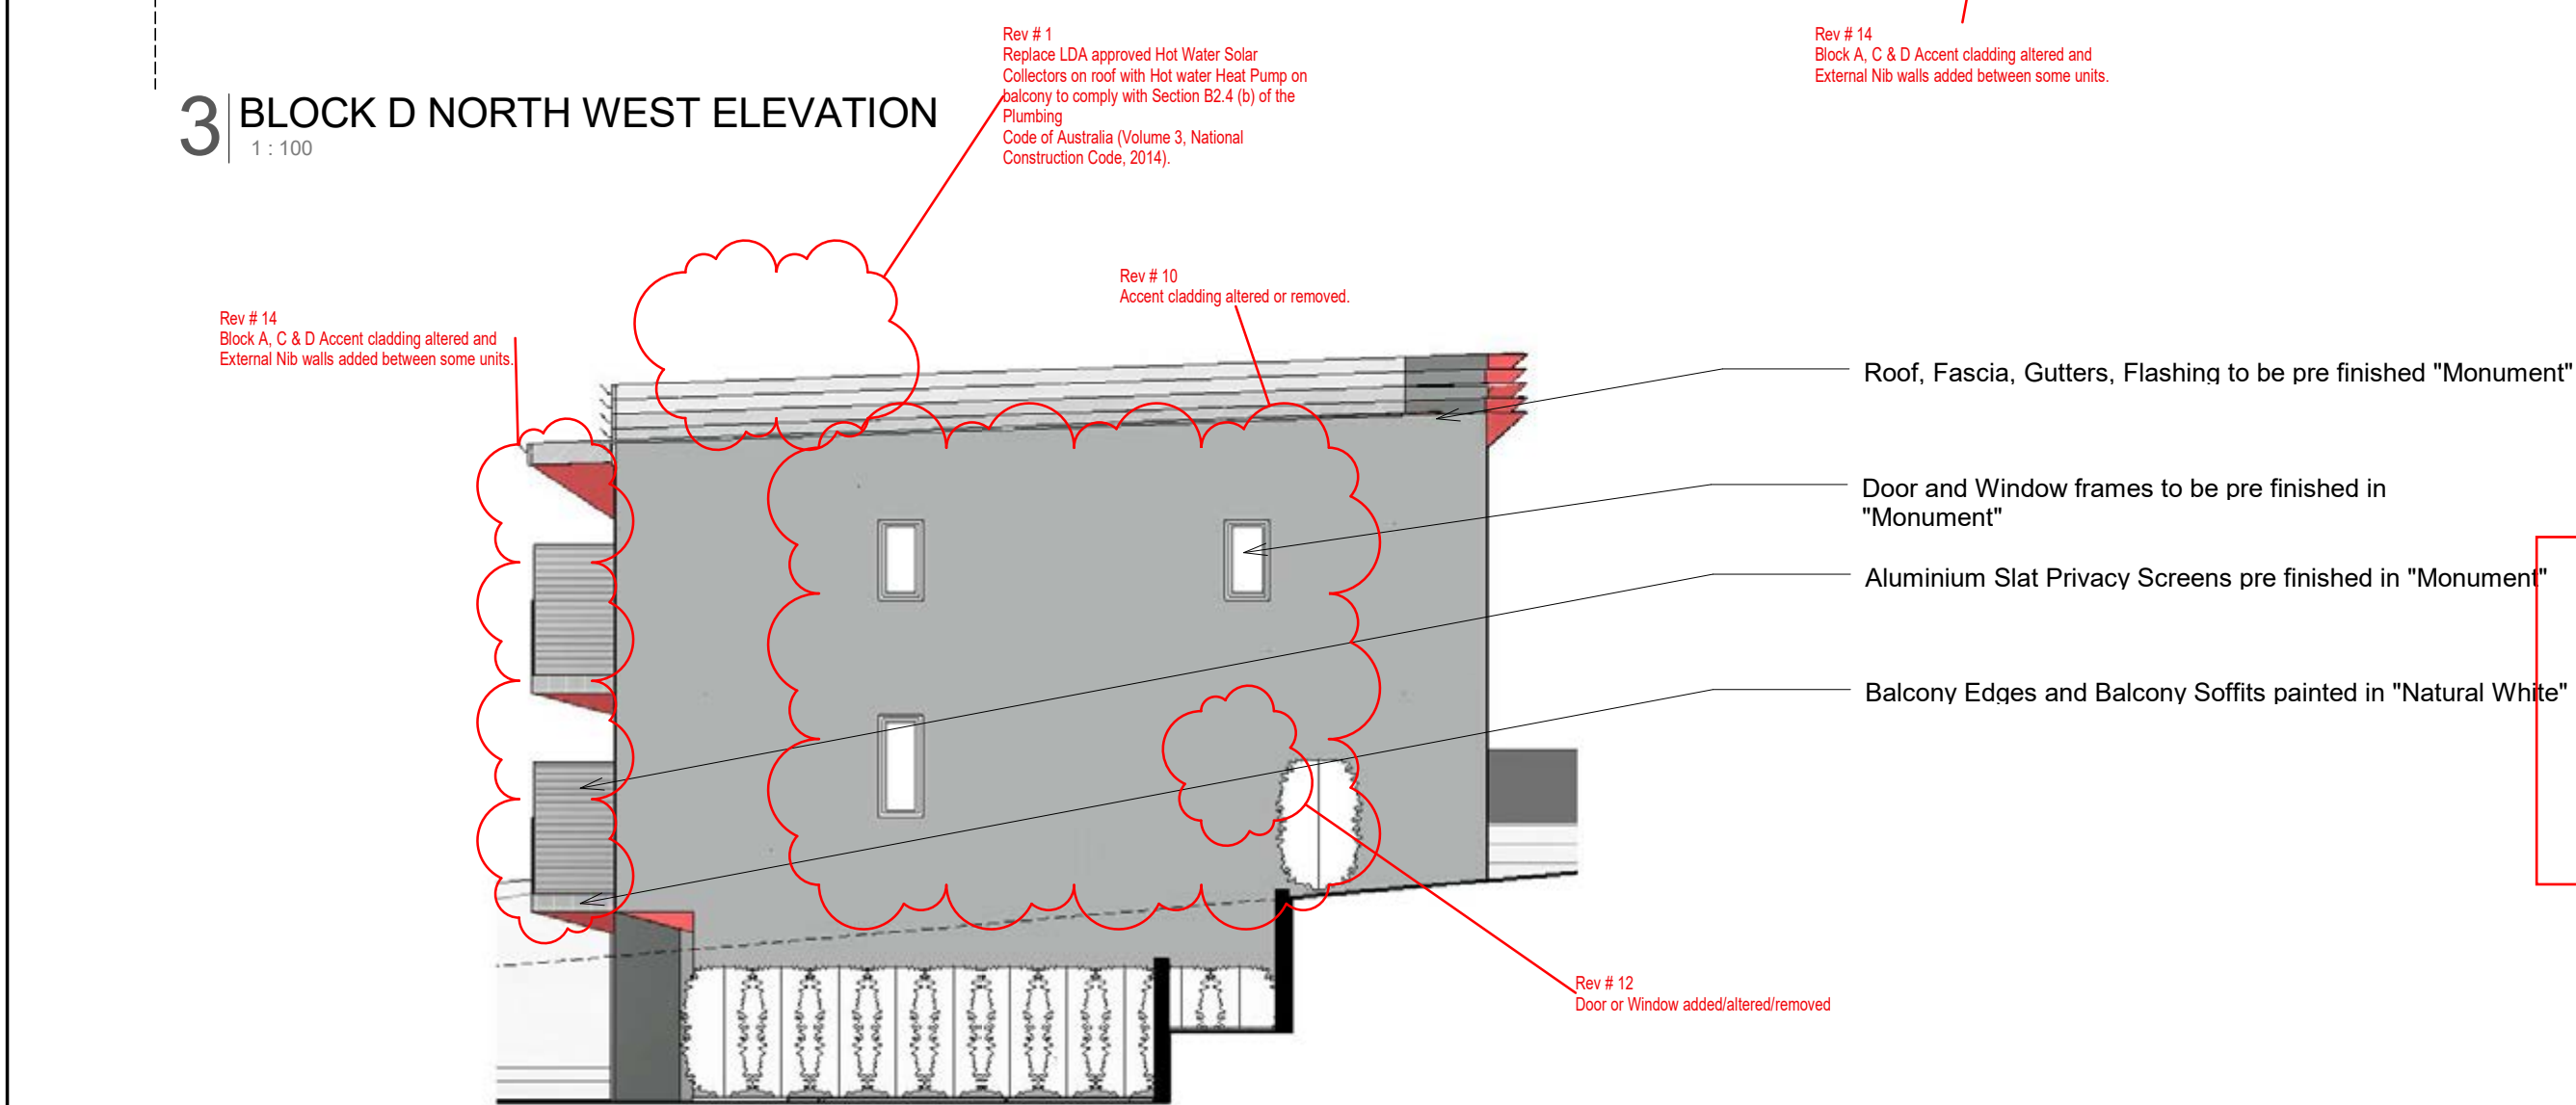 Rev # 1
Replace LDA approved Hot Water Solar
Collectors on roof with Hot water Heat Pump on
balcony to comply with Section B2.4 (b) of the
Plumbing
Code of Australia (Volume 3, National
Construction Code, 2014).
Rev # 14
Block A, C & D Accent cladding altered and
External Nib walls added between some units.
3
BLOCK D NORTH WEST ELEVATION
1 : 100
Rev # 10
Accent cladding altered or removed.
Rev # 14
Block A, C & D Accent cladding altered and
External Nib walls added between some units.
Roof, Fascia, Gutters, Flashing to be pre finished "Monument"
Door and Window frames to be pre finished in
"Monument"
Aluminium Slat Privacy Screens pre finished in "Monument"
Balcony Edges and Balcony Soffits painted in "Natural White"
Rev # 12
Door or Window added/altered/removed